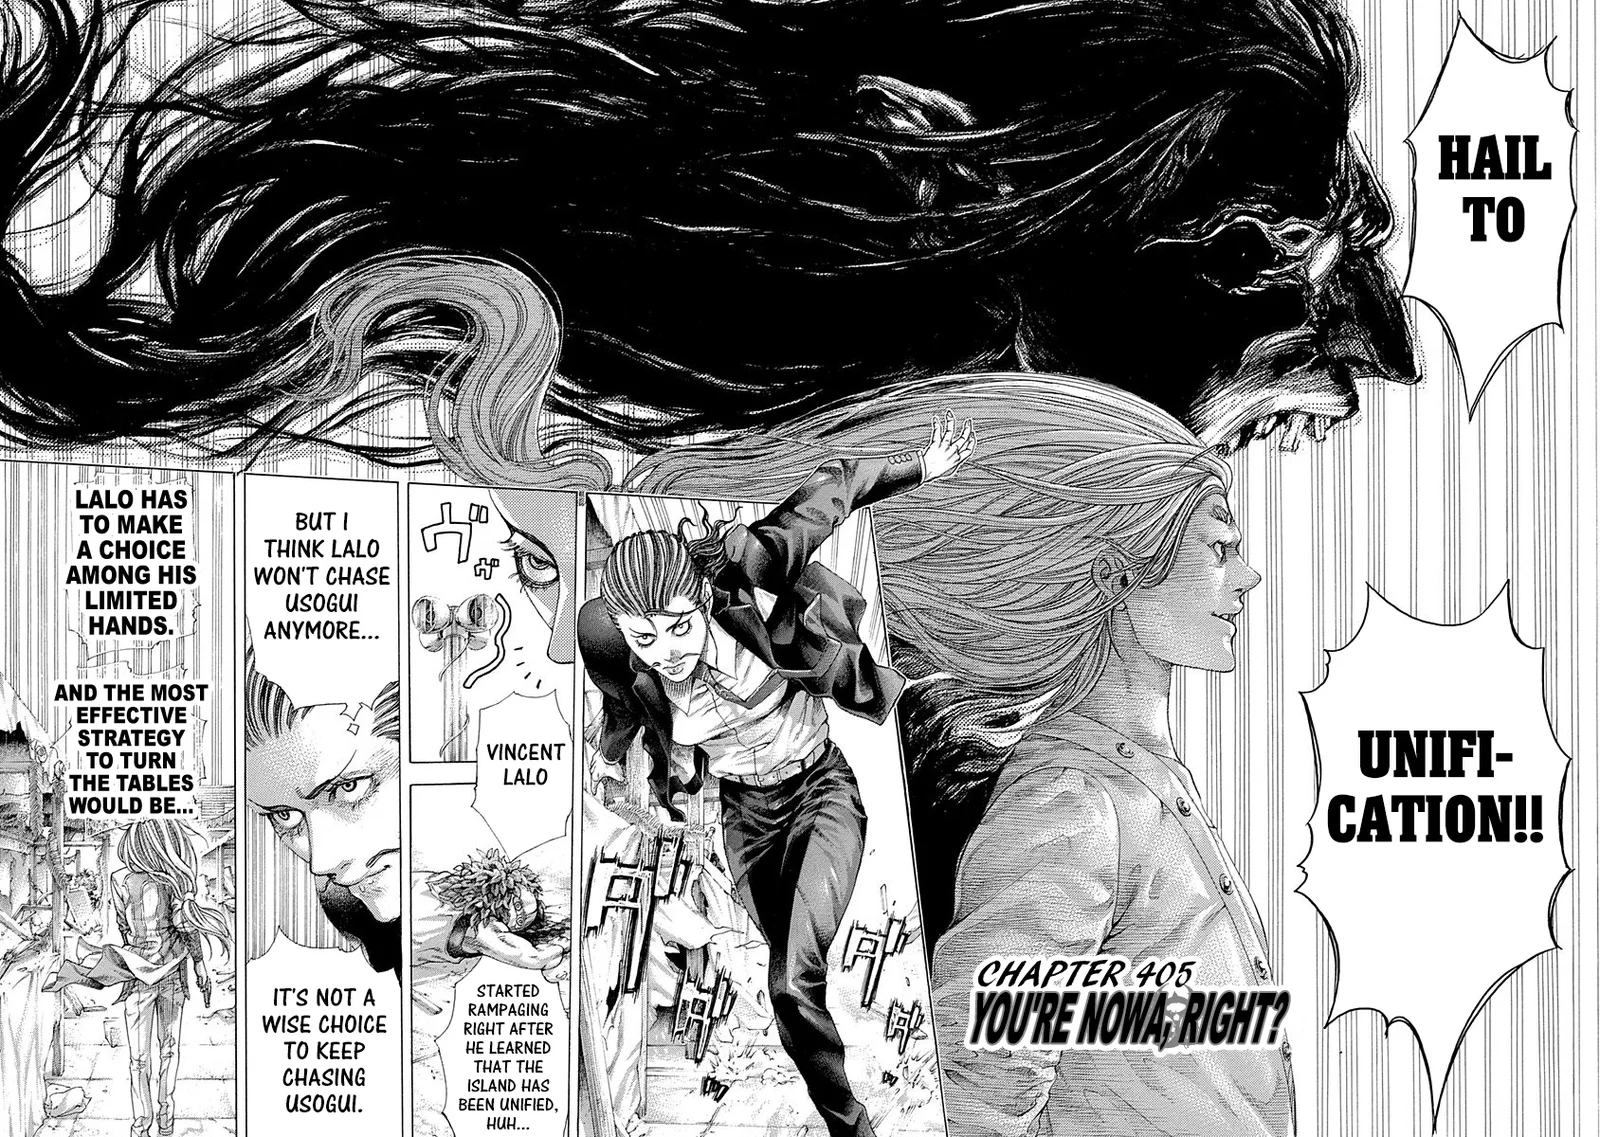 HAIL
TO
UNIFI-
CATION!!
CHAPTER 405
YOU'RE NOWA, RIGHT?
ヴ
ヴ
VINCENT
LALO
STARTED
RAMPAGING
RIGHT AFTER
HE LEARNED
THAT THE
ISLAND HAS
BEEN UNIFIED,
HUH...
BUT I
THINK LALO
WON'T CHASE
USOGUI
ANYMORE...
IT'S NOT A
WISE CHOICE
TO KEEP
CHASING
USOGUI.
LALO HAS
TO MAKE
A CHOICE
AMONG HIS
LIMITED
HANDS.
AND THE MOST
EFFECTIVE
STRATEGY
TO TURN
THE TABLES
WOULD BE...